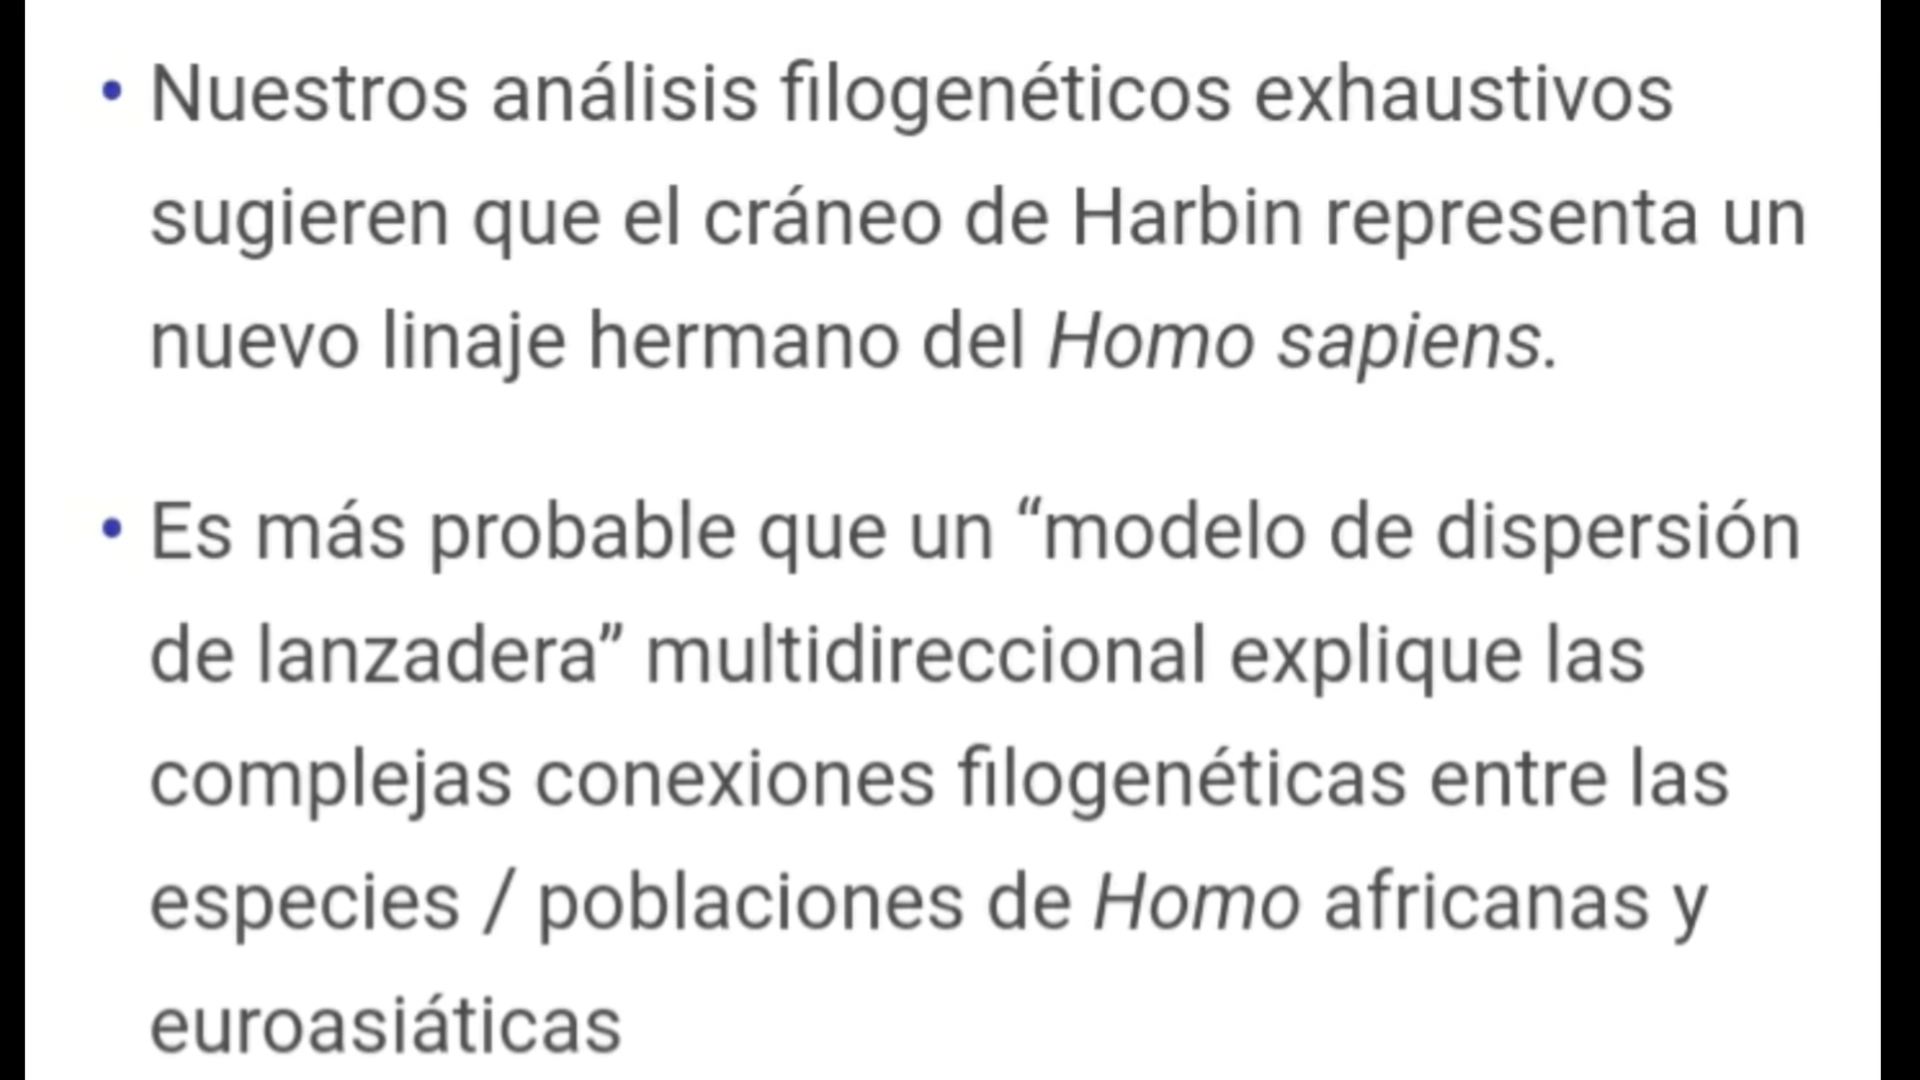 • Nuestros análisis filogenéticos exhaustivos
sugieren que el cráneo de Harbin representa un
nuevo linaje hermano del Homo sapiens.
• Es más probable que un “modelo de dispersión
de lanzadera” multidireccional explique las
complejas conexiones filogenéticas entre las
especies / poblaciones de Homo africanas y
euroasiáticas